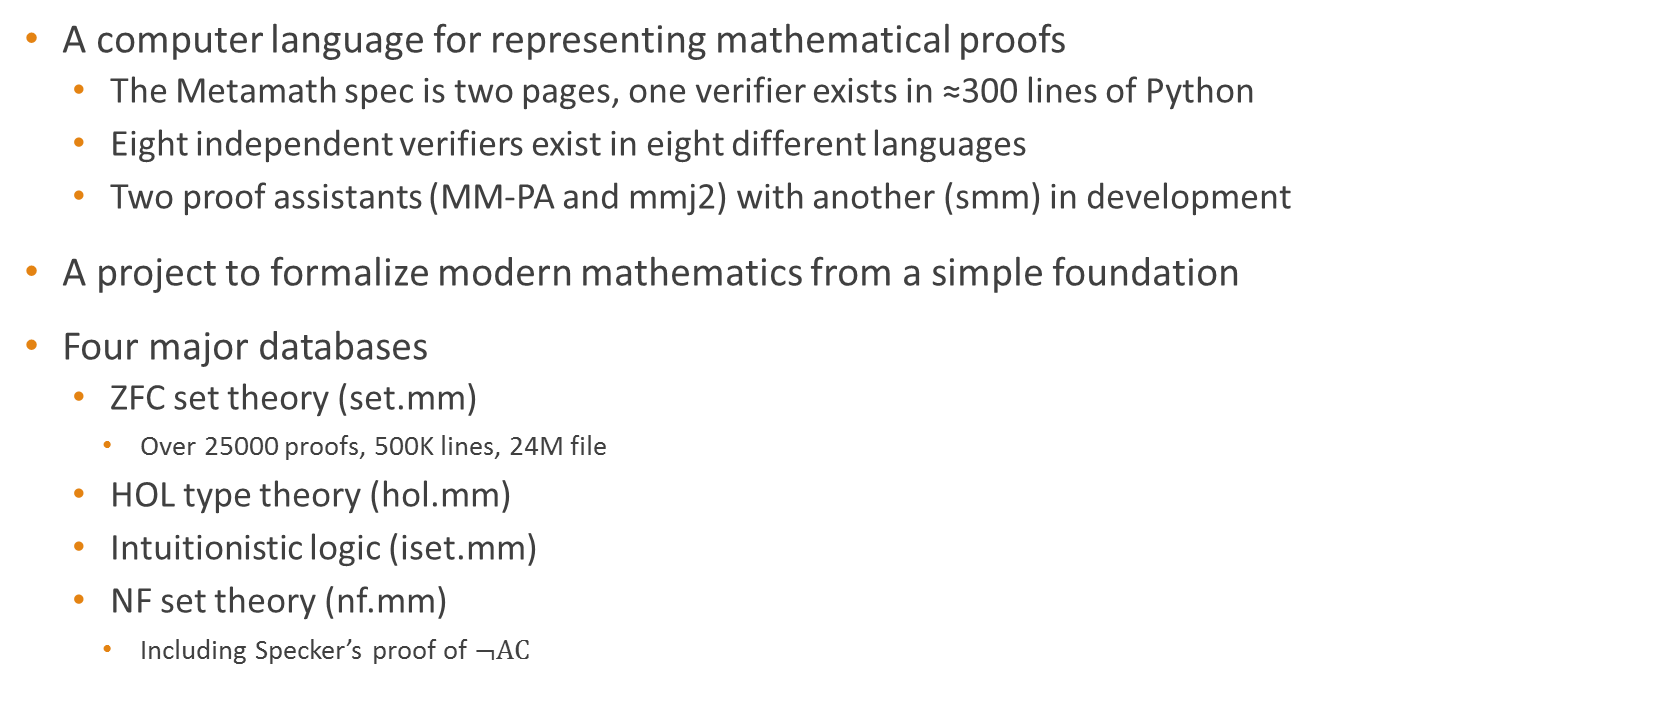 • A computer language for representing mathematical proofs
• The Metamath spec is two pages, one verifier exists in ≈300 lines of Python
• Eight independent verifiers exist in eight different languages
• Two proof assistants (MM-PA and mmj2) with another (smm) in development
• A project to formalize modern mathematics from a simple foundation
• Four major databases
• ZFC set theory (set.mm)
• Over 25000 proofs, 500K lines, 24M file
• HOL type theory (hol.mm)
• Intuitionistic logic (iset.mm)
• NF set theory (nf.mm)
• Including Specker’s proof of ¬AC